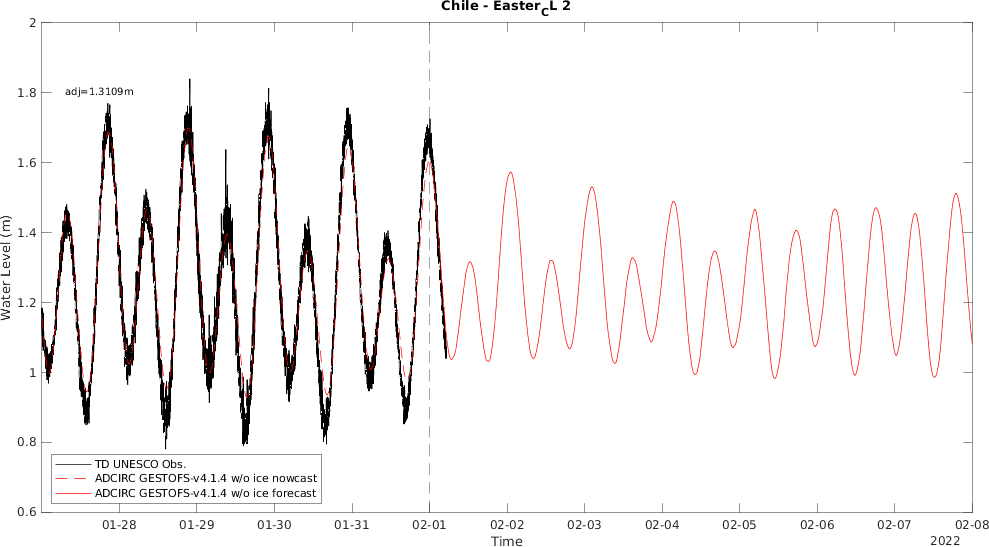 Chile - Easter_CL 2
2
1.8
1.6
1.4
1.2
1
0.8
0.6
Water Level (m)
adj=1.3109m
TD UNESCO Obs.
ADCIRC GESTOFS-v4.1.4 w/o ice nowcast
ADCIRC GESTOFS-v4.1.4 w/o ice forecast
01-28 01-29 01-30 01-31 02-01 02-02 02-03 02-04 02-05 02-06 02-07 02-08
Time
2022